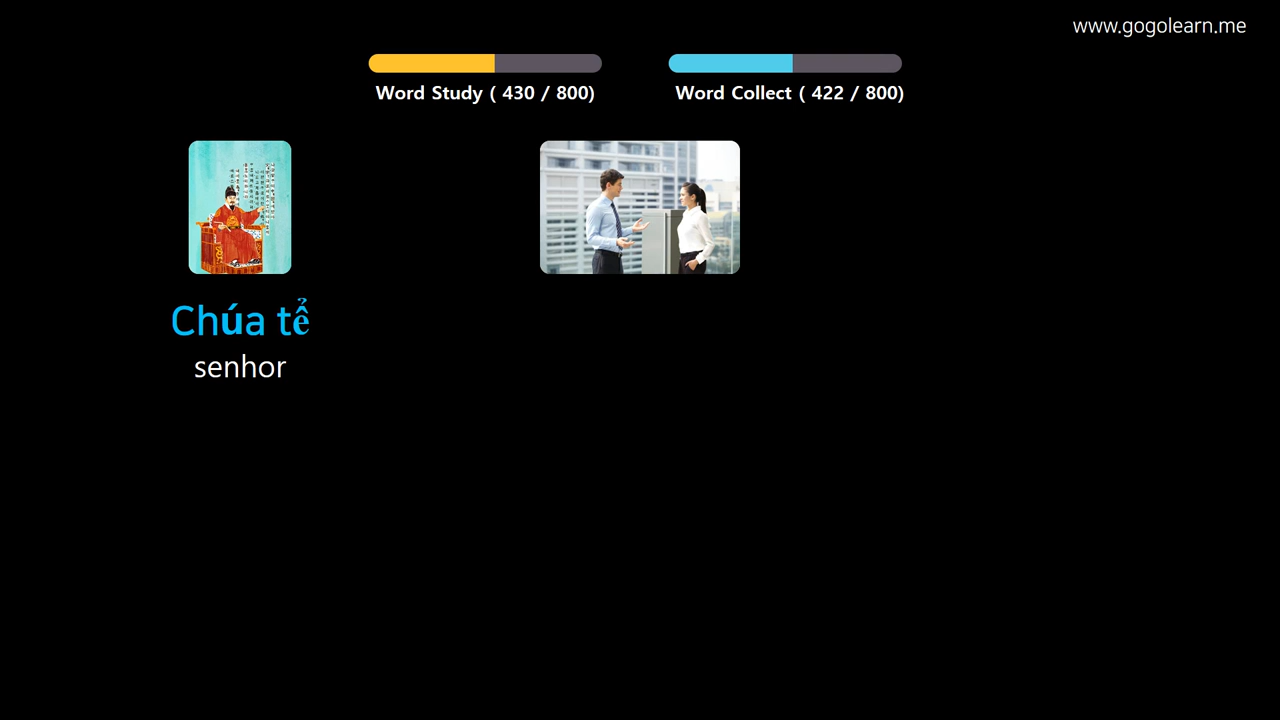 www.gogolearn.me
Word Study ( 430 / 800)
Word Collect ( 422 / 800)
Chúa tể
senhor